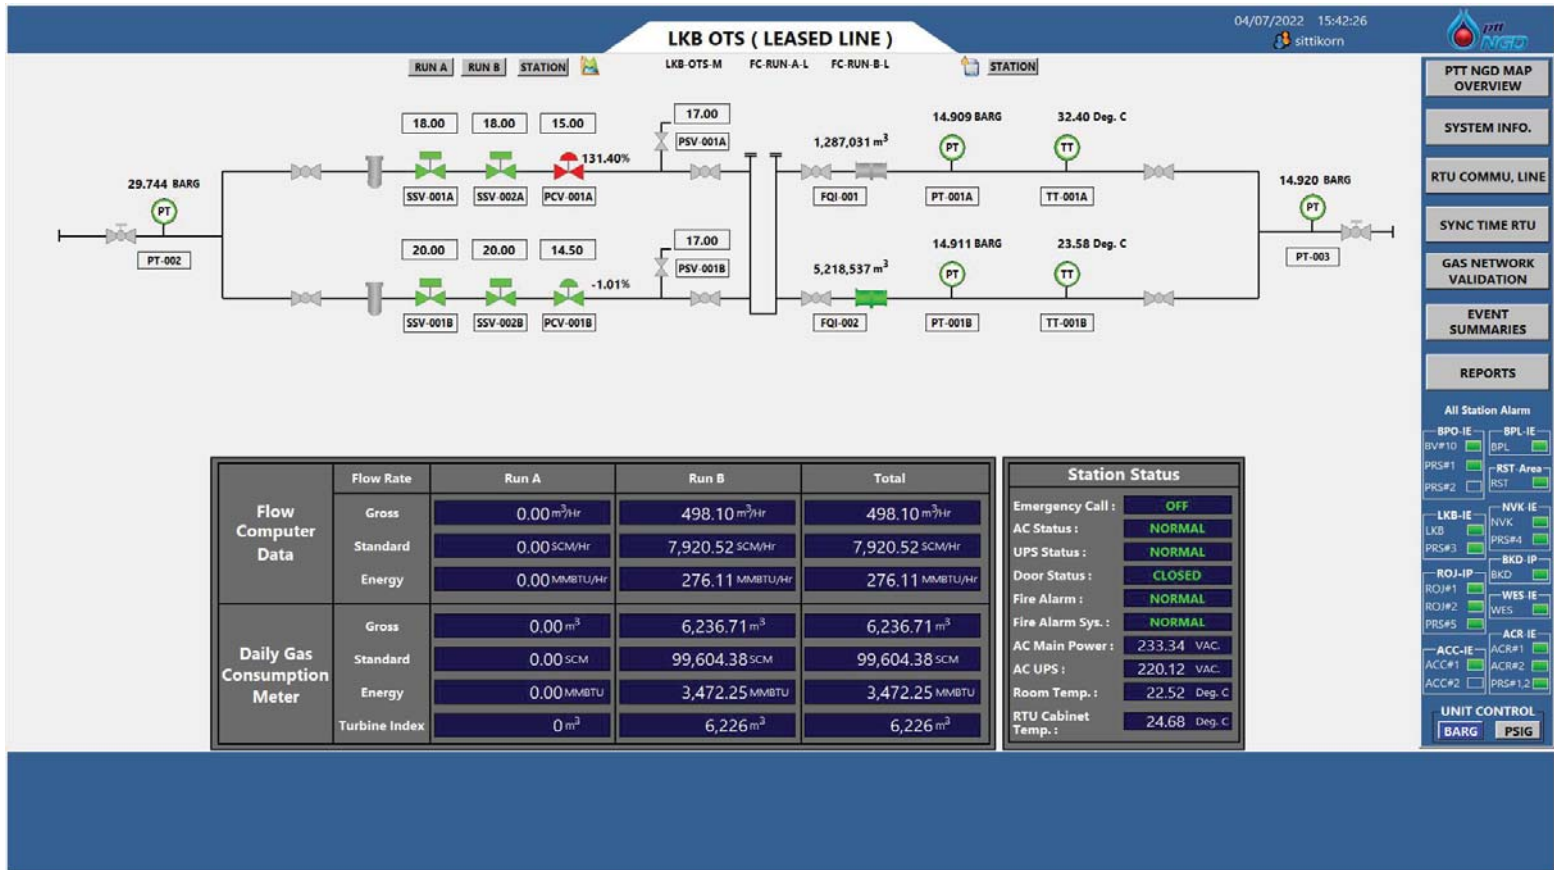 LKB OTS ( LEASED LINE )
04/07/2022 15:42:26
sittikorn
ptt
NGD
RUN A RUN B STATION LKB-OTS-M FC-RUN-A-L FC-RUN-B-L STATION
18.00 18.00 15.00
131.40%
SSV-001A SSV-002A PCV-001A
17.00
PSV-001A
1,287,031 m³
FQI-001
14.909 BARG
PT
PT-001A
32.40 Deg. C
TT
TT-001A
29.744 BARG
PT
PT-002
14.920 BARG
PT
PT-003
20.00 20.00 14.50
-1.01%
SSV-001B SSV-002B PCV-001B
17.00
PSV-001B
5,218,537 m³
FQI-002
14.911 BARG
PT
PT-001B
23.58 Deg. C
TT
TT-001B
Flow Rate Run A Run B Total
Flow
Computer
Data
Gross 0.00 m³/Hr 498.10 m³/Hr 498.10 m³/Hr
Standard 0.00 SCM/Hr 7,920.52 SCM/Hr 7,920.52 SCM/Hr
Energy 0.00 MMBTU/Hr 276.11 MMBTU/Hr 276.11 MMBTU/Hr
Daily Gas
Consumption
Meter
Gross 0.00 m³ 6,236.71 m³ 6,236.71 m³
Standard 0.00 SCM 99,604.38 SCM 99,604.38 SCM
Energy 0.00 MMBTU 3,472.25 MMBTU 3,472.25 MMBTU
Turbine Index 0 m³ 6,226 m³ 6,226 m³
Station Status
Emergency Call : OFF
AC Status : NORMAL
UPS Status : NORMAL
Door Status : CLOSED
Fire Alarm : NORMAL
Fire Alarm Sys. : NORMAL
AC Main Power : 233.34 VAC.
AC UPS : 220.12 VAC.
Room Temp. : 22.52 Deg. C
RTU Cabinet
Temp. : 24.68 Deg. C
PTT NGD MAP
OVERVIEW
SYSTEM INFO.
RTU COMMU, LINE
SYNC TIME RTU
GAS NETWORK
VALIDATION
EVENT
SUMMARIES
REPORTS
All Station Alarm
BPO-IE
BV#10
PRS#1
PRS#2
BPL-IE
BPL
RST-Area
RST
LKB-IE
LKB
PRS#3
NVK-IE
NVK
PRS#4
BKD-IP
BKD
ROJ-IP
ROJ#1
ROJ#2
PRS#5
WES-IE
WES
ACC-IE
ACC#1
ACC#2
ACR-IE
ACR#1
ACR#2
PRS#1,2
UNIT CONTROL
BARG PSIG